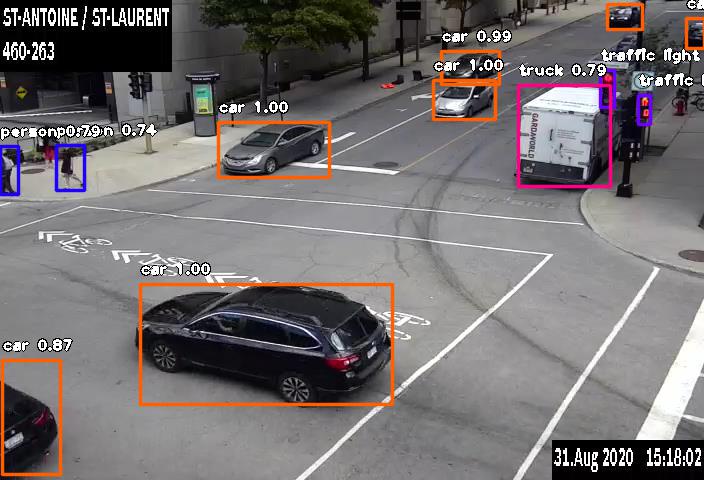 ST-ANTOINE / ST-LAURENT
460-263
car 0.99
traffic light
car 1.00
truck 0.79
traffic l
car 1.00
person 0.79
n 0.74
GARDAWORLD
car 1.00
car 0.87
31.Aug 2020 15:18:02